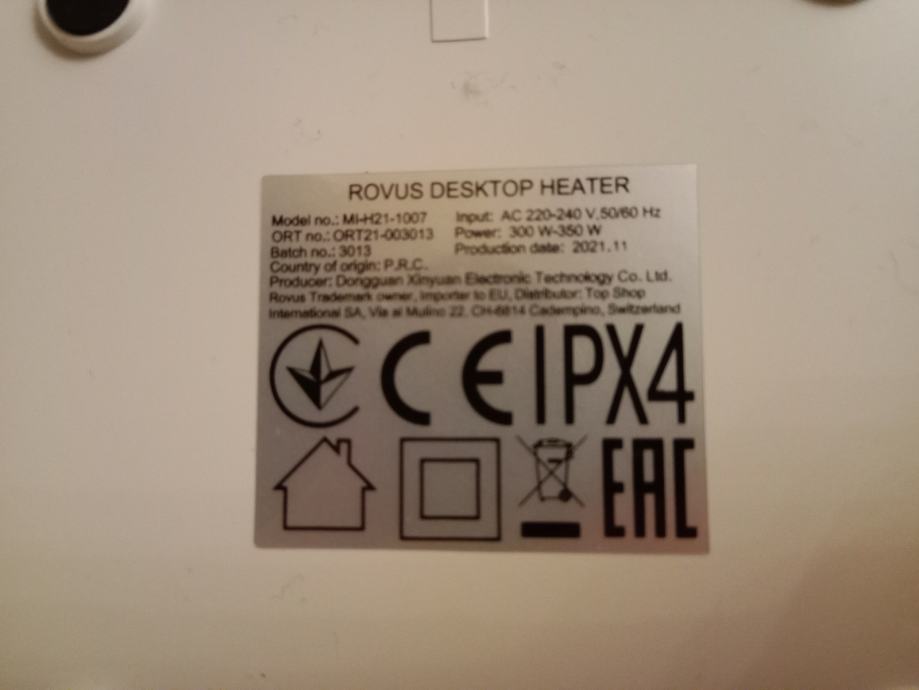 ROVUS DESKTOP HEATER
Model no.: MI-H21-1007 Input: AC 220-240 V,50/60 Hz
ORT no.: ORT21-003013 Power: 300 W-350 W
Batch no.: 3013 Production date: 2021.11
Country of origin: P.R.C.
Producer: Dongguan Xinyuan Electronic Technology Co. Ltd.
Rovus Trademark owner, Importer to EU, Distributor: Top Shop
International SA, Via ai Mulino 22, CH-6814 Cadempino, Switzerland
CE IPX4
EAC